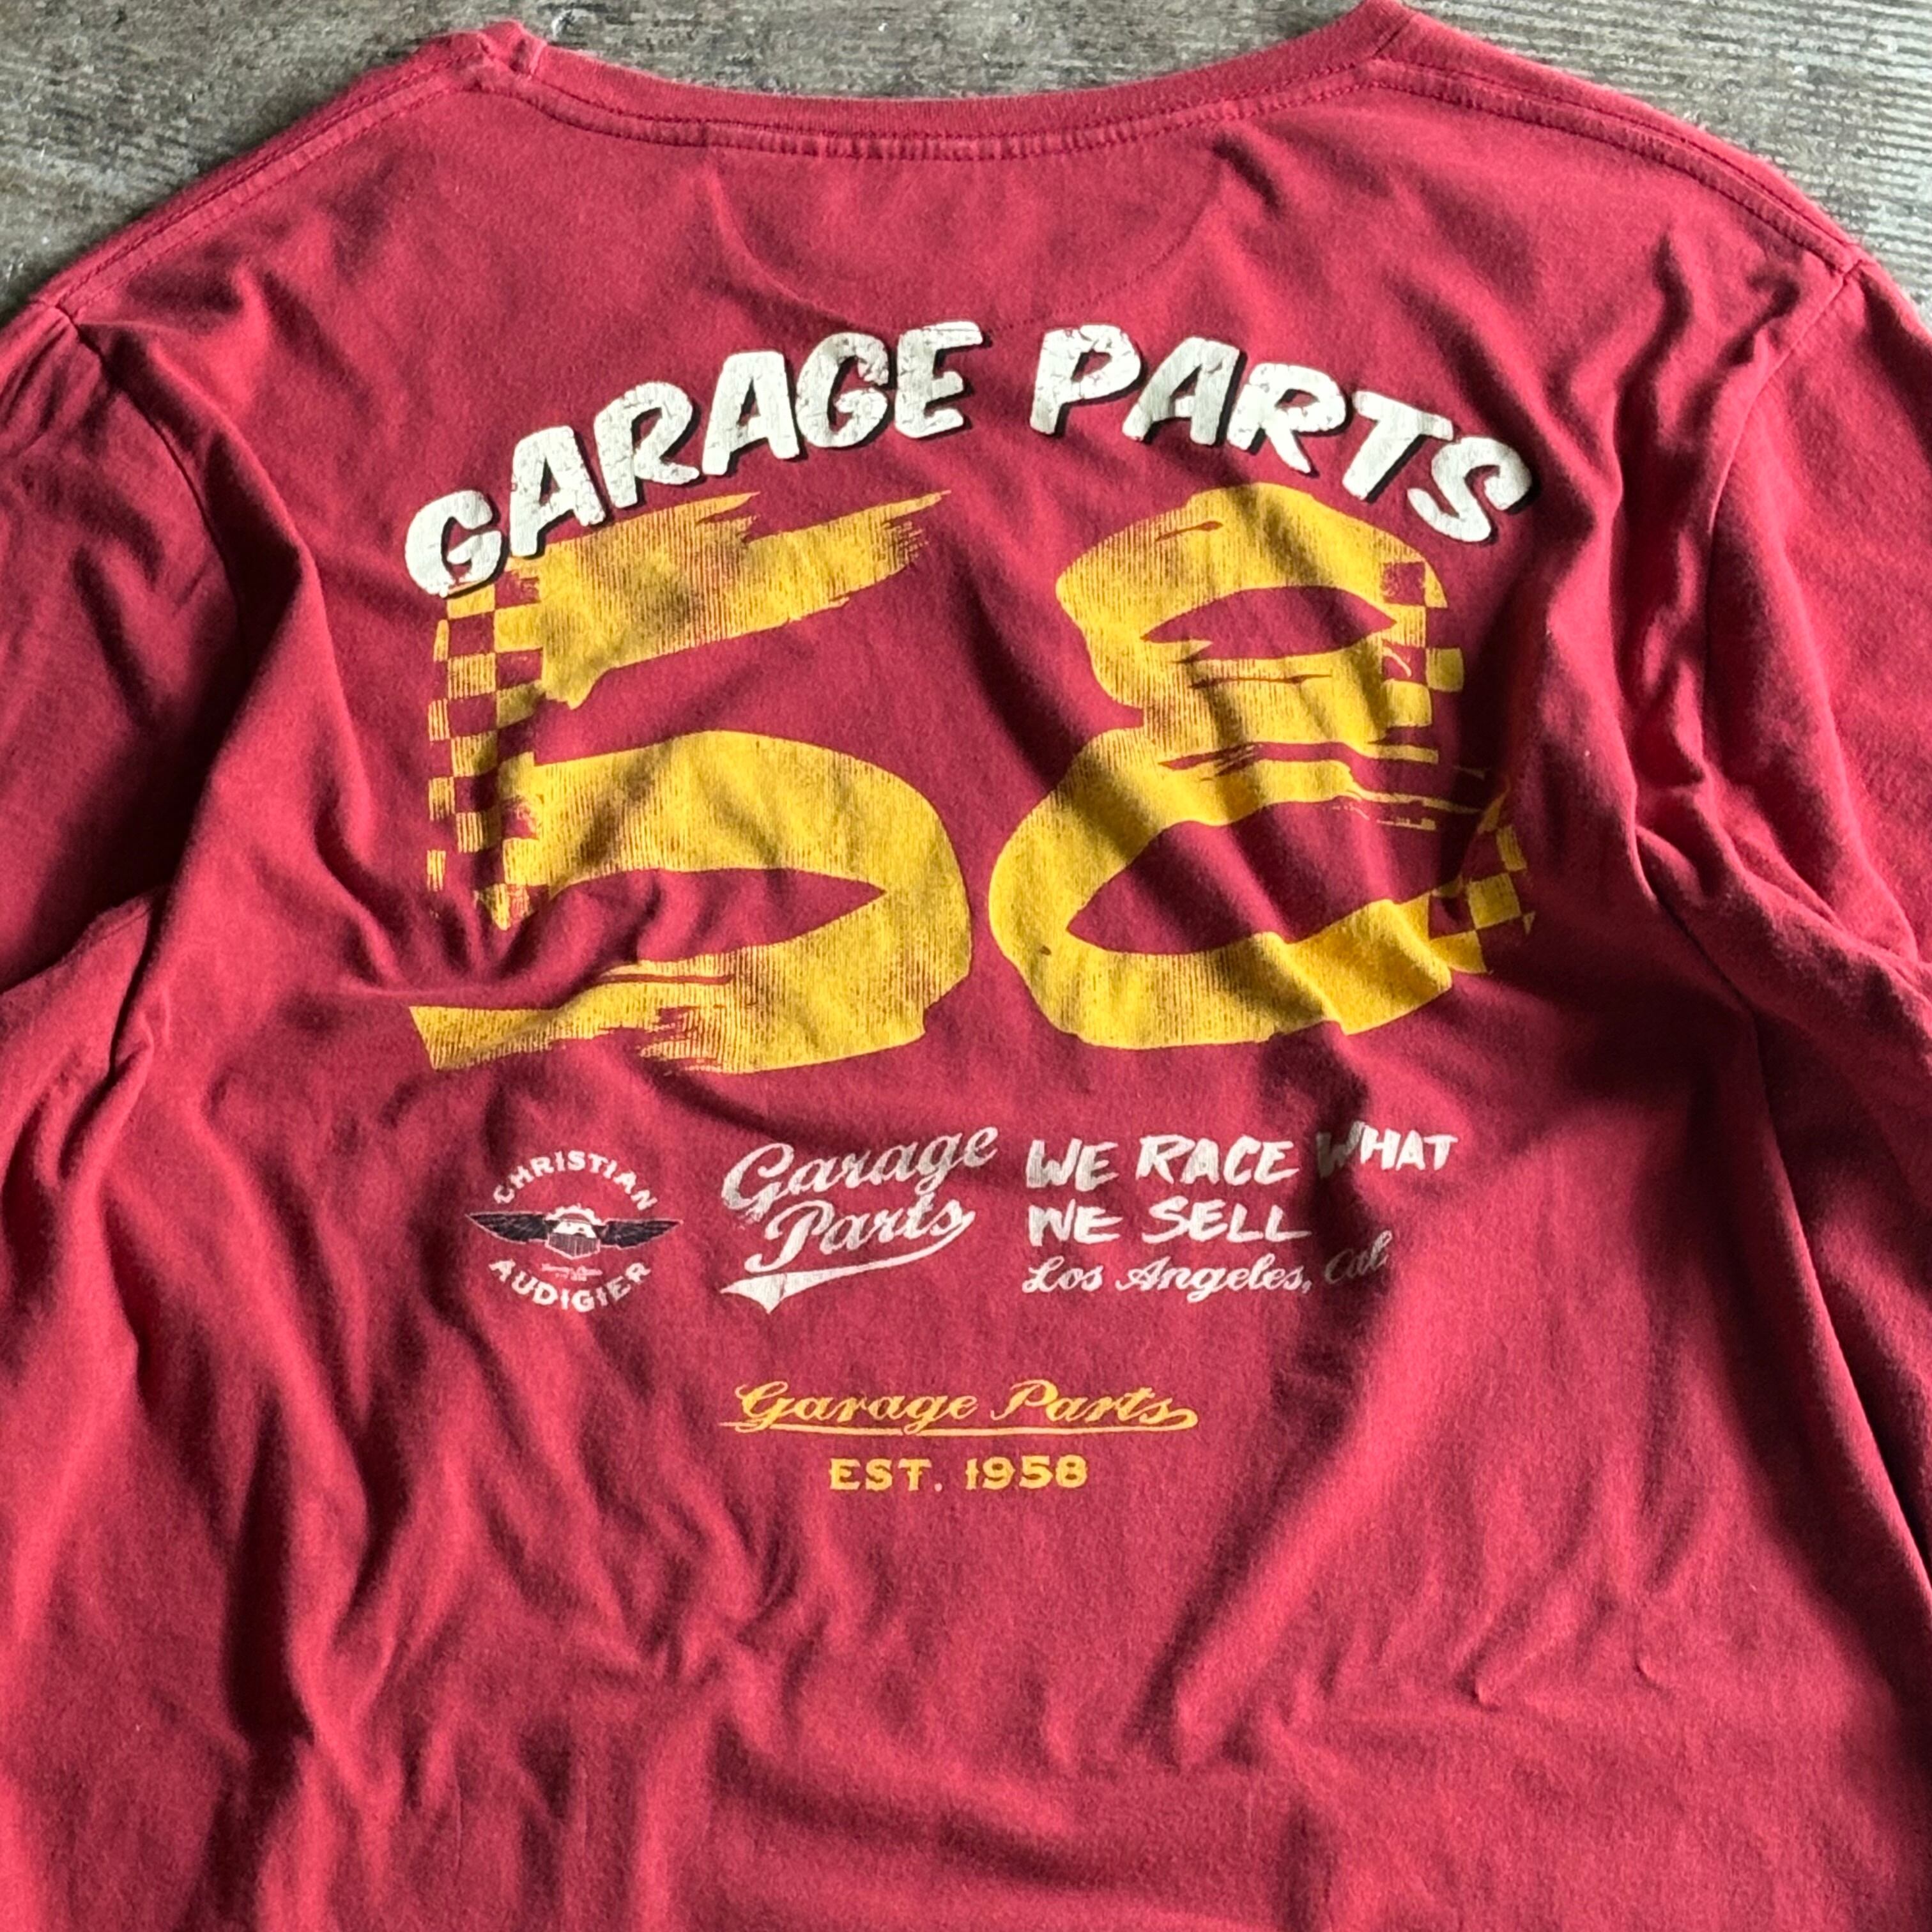 GARAGE PARTS
58
CHRISTIAN
AUDIGIER
Garage
Parts
WE RACE WHAT
WE SELL
Los Angeles, Cal
Garage Parts
EST. 1958